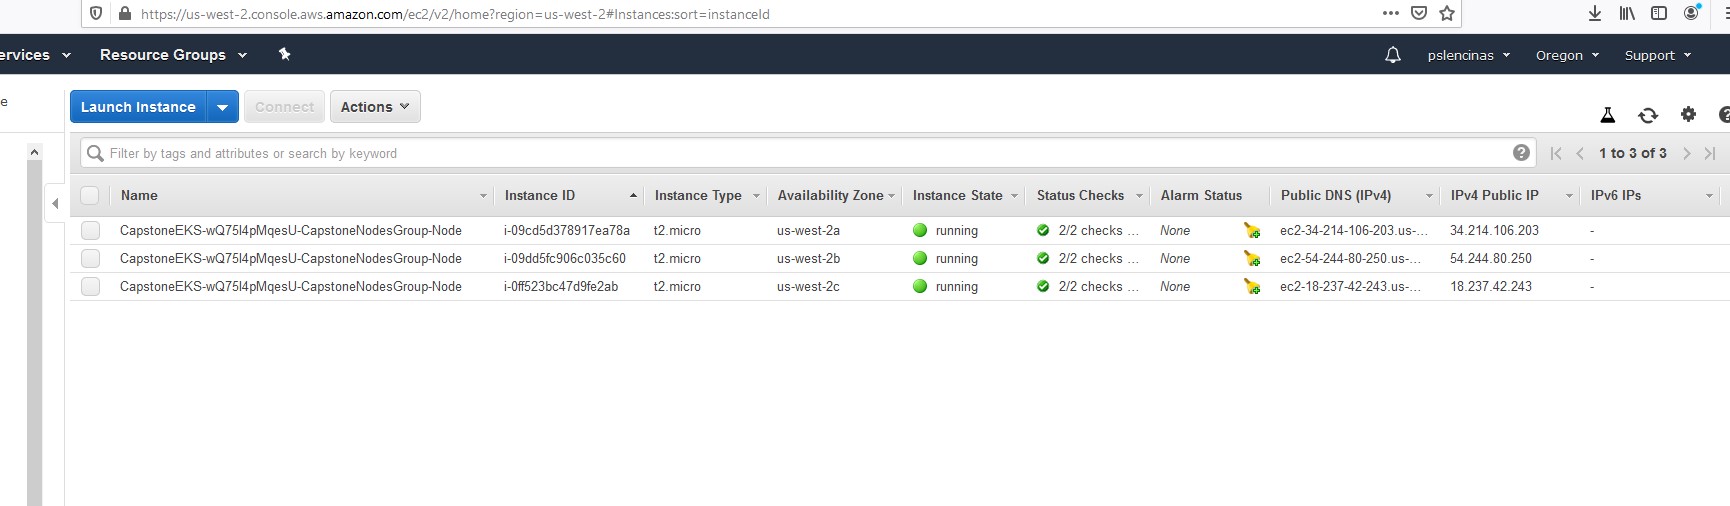 https://us-west-2.console.aws.amazon.com/ec2/v2/home?region=us-west-2#Instances:sort=instanceId
ervices Resource Groups pslencinas Oregon Support
e
Launch Instance Connect Actions
Filter by tags and attributes or search by keyword 1 to 3 of 3
Name Instance ID Instance Type Availability Zone Instance State Status Checks Alarm Status Public DNS (IPv4) IPv4 Public IP IPv6 IPs
CapstoneEKS-wQ75I4pMqesU-CapstoneNodesGroup-Node i-09cd5d378917ea78a t2.micro us-west-2a running 2/2 checks ... None ec2-34-214-106-203.us-... 34.214.106.203 -
CapstoneEKS-wQ75I4pMqesU-CapstoneNodesGroup-Node i-09dd5fc906c035c60 t2.micro us-west-2b running 2/2 checks ... None ec2-54-244-80-250.us-... 54.244.80.250 -
CapstoneEKS-wQ75I4pMqesU-CapstoneNodesGroup-Node i-0ff523bc47d9fe2ab t2.micro us-west-2c running 2/2 checks ... None ec2-18-237-42-243.us-... 18.237.42.243 -